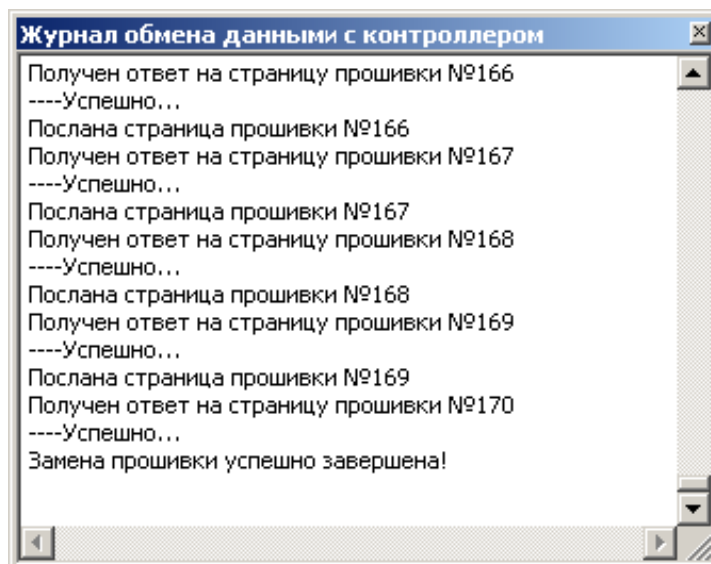 Журнал обмена данными с контроллером
Получен ответ на страницу прошивки №166
----Успешно...
Послана страница прошивки №166
Получен ответ на страницу прошивки №167
----Успешно...
Послана страница прошивки №167
Получен ответ на страницу прошивки №168
----Успешно...
Послана страница прошивки №168
Получен ответ на страницу прошивки №169
----Успешно...
Послана страница прошивки №169
Получен ответ на страницу прошивки №170
----Успешно...
Замена прошивки успешно завершена!